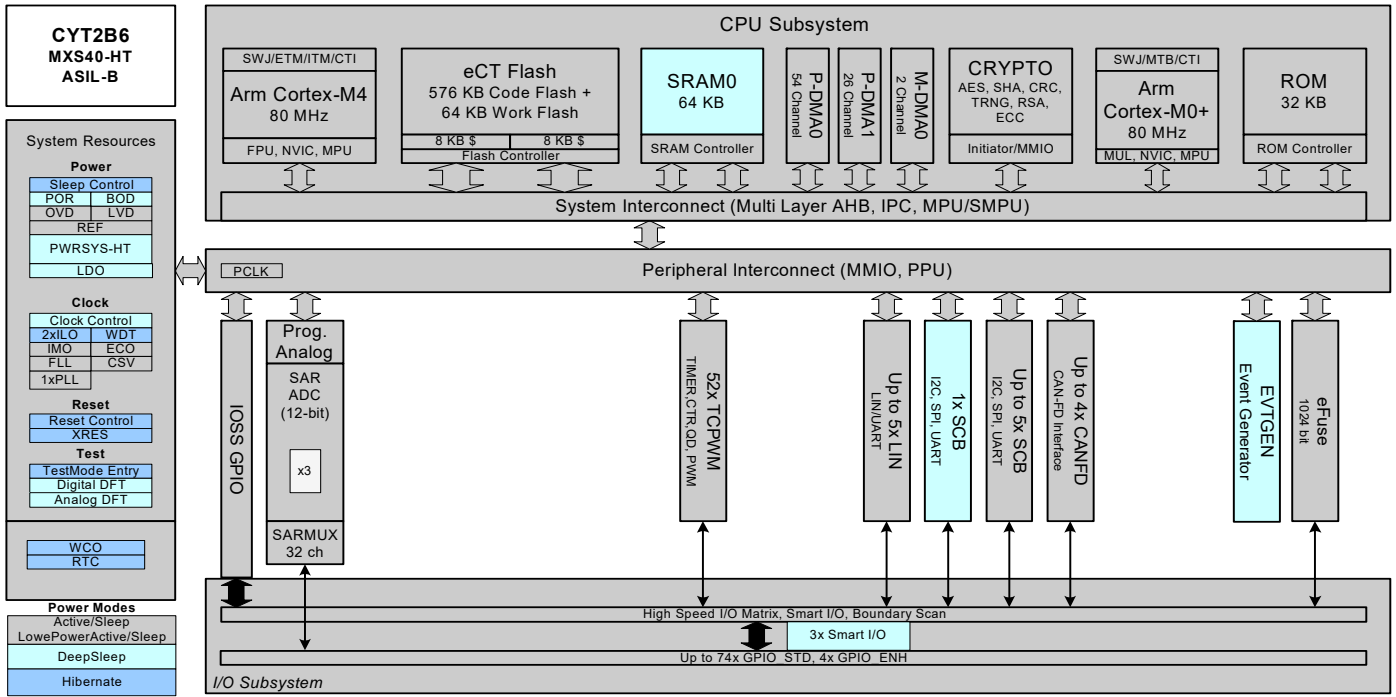 CYT2B6
MXS40-HT
ASIL-B
System Resources
Power
Sleep Control
POR BOD
OVD LVD
REF
PWRSYS-HT
LDO
Clock
Clock Control
2xILO WDT
IMO ECO
FLL CSV
1xPLL
Reset
Reset Control
XRES
Test
TestMode Entry
Digital DFT
Analog DFT
WCO
RTC
Power Modes
Active/Sleep
LowePowerActive/Sleep
DeepSleep
Hibernate
CPU Subsystem
SWJ/ETM/ITM/CTI
Arm Cortex-M4
80 MHz
FPU, NVIC, MPU
eCT Flash
576 KB Code Flash +
64 KB Work Flash
8 KB $ 8 KB $
Flash Controller
SRAM0
64 KB
SRAM Controller
P-DMA0
54 Channel
P-DMA1
26 Channel
M-DMA0
2 Channel
CRYPTO
AES, SHA, CRC,
TRNG, RSA,
ECC
Initiator/MMIO
SWJ/MTB/CTI
Arm
Cortex-M0+
80 MHz
MUL, NVIC, MPU
ROM
32 KB
ROM Controller
System Interconnect (Multi Layer AHB, IPC, MPU/SMPU)
PCLK
Peripheral Interconnect (MMIO, PPU)
IOSS GPIO
Prog.
Analog
SAR
ADC
(12-bit)
x3
SARMUX
32 ch
52x TCPWM
TIMER,CTR,QD, PWM
Up to 5x LIN
LIN/UART
1x SCB
I2C, SPI, UART
Up to 5x SCB
I2C, SPI, UART
Up to 4x CANFD
CAN-FD Interface
EVTGEN
Event Generator
eFuse
1024 bit
High Speed I/O Matrix, Smart I/O, Boundary Scan
3x Smart I/O
Up to 74x GPIO_STD, 4x GPIO_ENH
I/O Subsystem